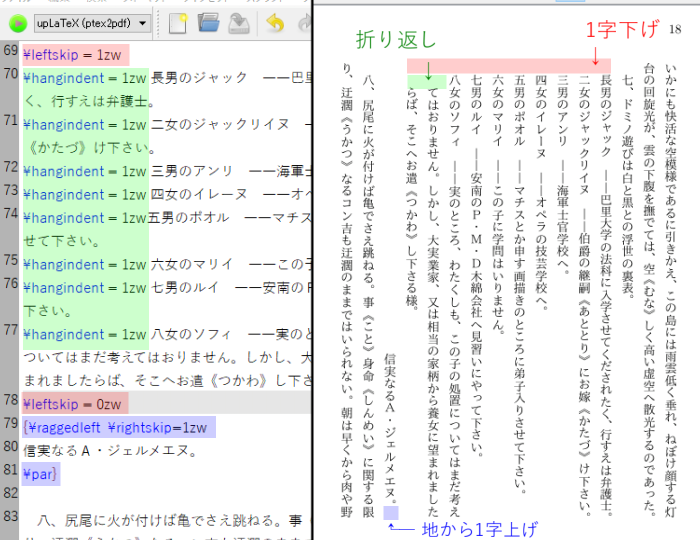 upLaTeX (ptex2pdf)
69 ¥leftskip = 1zw
70 ¥hangindent = 1zw 長男のジャック ――巴里
く、行すえは弁護士。
71 ¥hangindent = 1zw 二女のジャックリイヌ
《かたづ》け下さい。
72 ¥hangindent = 1zw 三男のアンリ ――海軍士
73 ¥hangindent = 1zw 四女のイレーヌ ――オペ
74 ¥hangindent = 1zw五男のポオル ――マチス
せて下さい。
75 ¥hangindent = 1zw 六女のマリイ ――この子
76 ¥hangindent = 1zw 七男のルイ ――安南のP
下さい。
77 ¥hangindent = 1zw 八女のソフィ ――実のと
ついてはまだ考えてはおりません。しかし、大
まれましたらば、そこへお遣《つかわ》し下さ
78 ¥leftskip = 0zw
79 {¥raggedleft ¥rightskip=1zw
80 信実なるA・ジェルメエヌ。
81 ¥par}
82
83 八、尻尾に火が付けば亀でさえ跳ねる。事
18
1字下げ
折り返し
いかにも快活な空模様であるに引きかえ、この島には雨雲低く垂れ、ねぼけ顔する灯
台の回旋光が、雲の下腹を撫でては、空《むな》しく高い虚空へ散光するのであった。
七、ドミノ遊びは白と黒との浮世の裏表。
長男のジャック ――巴里大学の法科に入学させてくだされたく、行すえは弁護士。
二女のジャックリイヌ ――伯爵の継嗣《あととり》にお嫁《かたづ》け下さい。
三男のアンリ ――海軍士官学校へ。
四女のイレーヌ ――オペラの技芸学校へ。
五男のポオル ――マチスとか申す画描きのところに弟子入りさせて下さい。
六女のマリイ ――この子に学問はいりません。
七男のルイ ――安南のP・M・D木綿会社へ見習いにやって下さい。
八女のソフィ ――実のところ、わたくしも、この子の処置についてはまだ考え
てはおりません。しかし、大実業家、又は相当の家柄から養女に望まれました
らば、そこへお遣《つかわ》し下さる様。
信実なるA・ジェルメエヌ。
八、尻尾に火が付けば亀でさえ跳ねる。事《こと》身命《しんめい》に関する限
り、迂濶《うかつ》なるコン吉も迂濶のままではいられない。朝は早くから肉や野
地から1字上げ